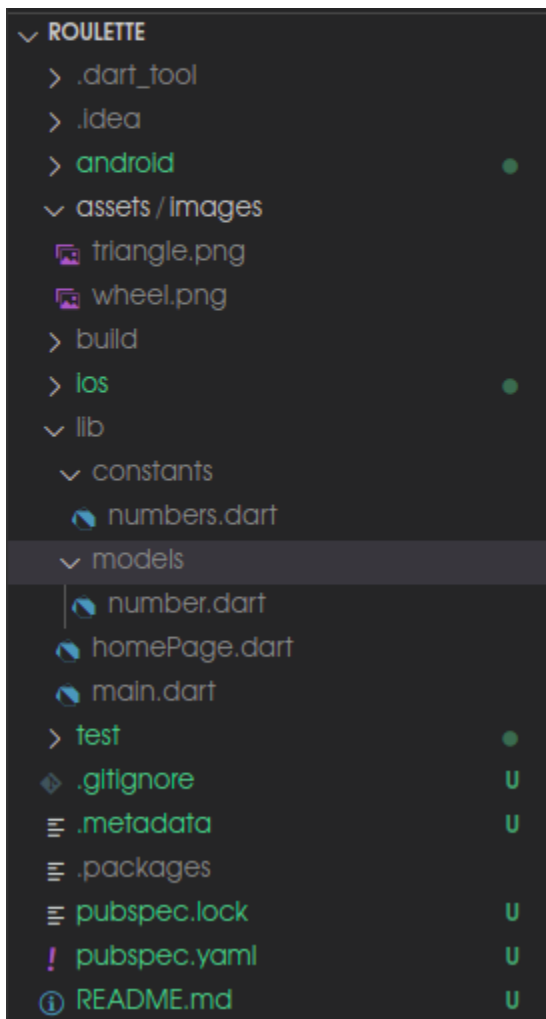 ROULETTE
.dart_tool
.idea
android
assets / images
triangle.png
wheel.png
build
ios
lib
constants
numbers.dart
models
number.dart
homePage.dart
main.dart
test
.gitignore U
.metadata U
.packages
pubspec.lock U
pubspec.yaml U
README.md U